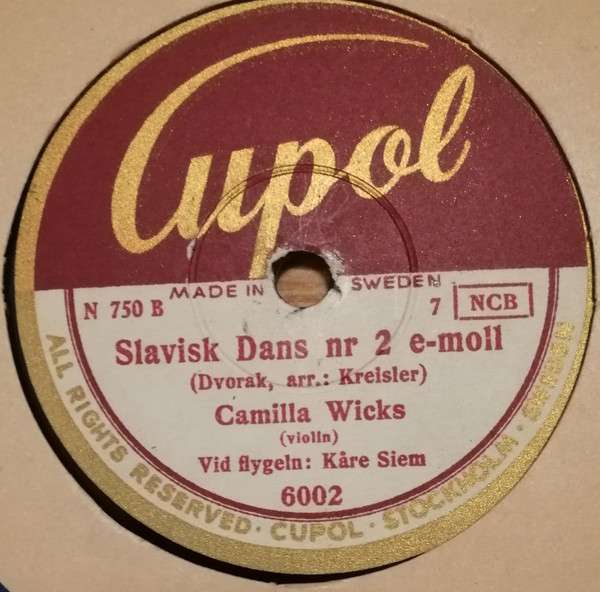 Cupol
MADE IN SWEDEN
N 750 B 7 NCB
Slavisk Dans nr 2 e-moll
(Dvorak, arr.: Kreisler)
Camilla Wicks
(violin)
Vid flygeln: Kåre Siem
6002
ALL RIGHTS RESERVED · CUPOL · STOCKHOLM · SWEDEN